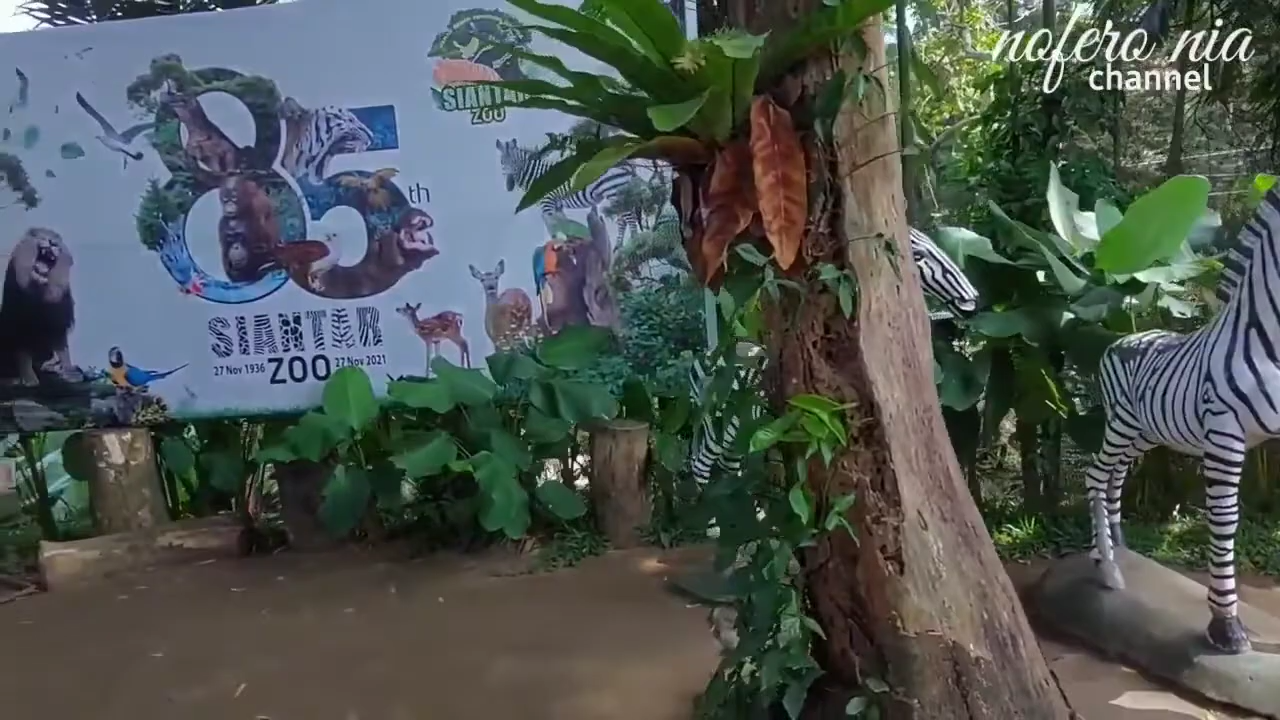 nofero nia
channel
SIANTAR
ZOO
85th
SIANTAR
27 Nov 1936 ZOO 27 Nov 2021